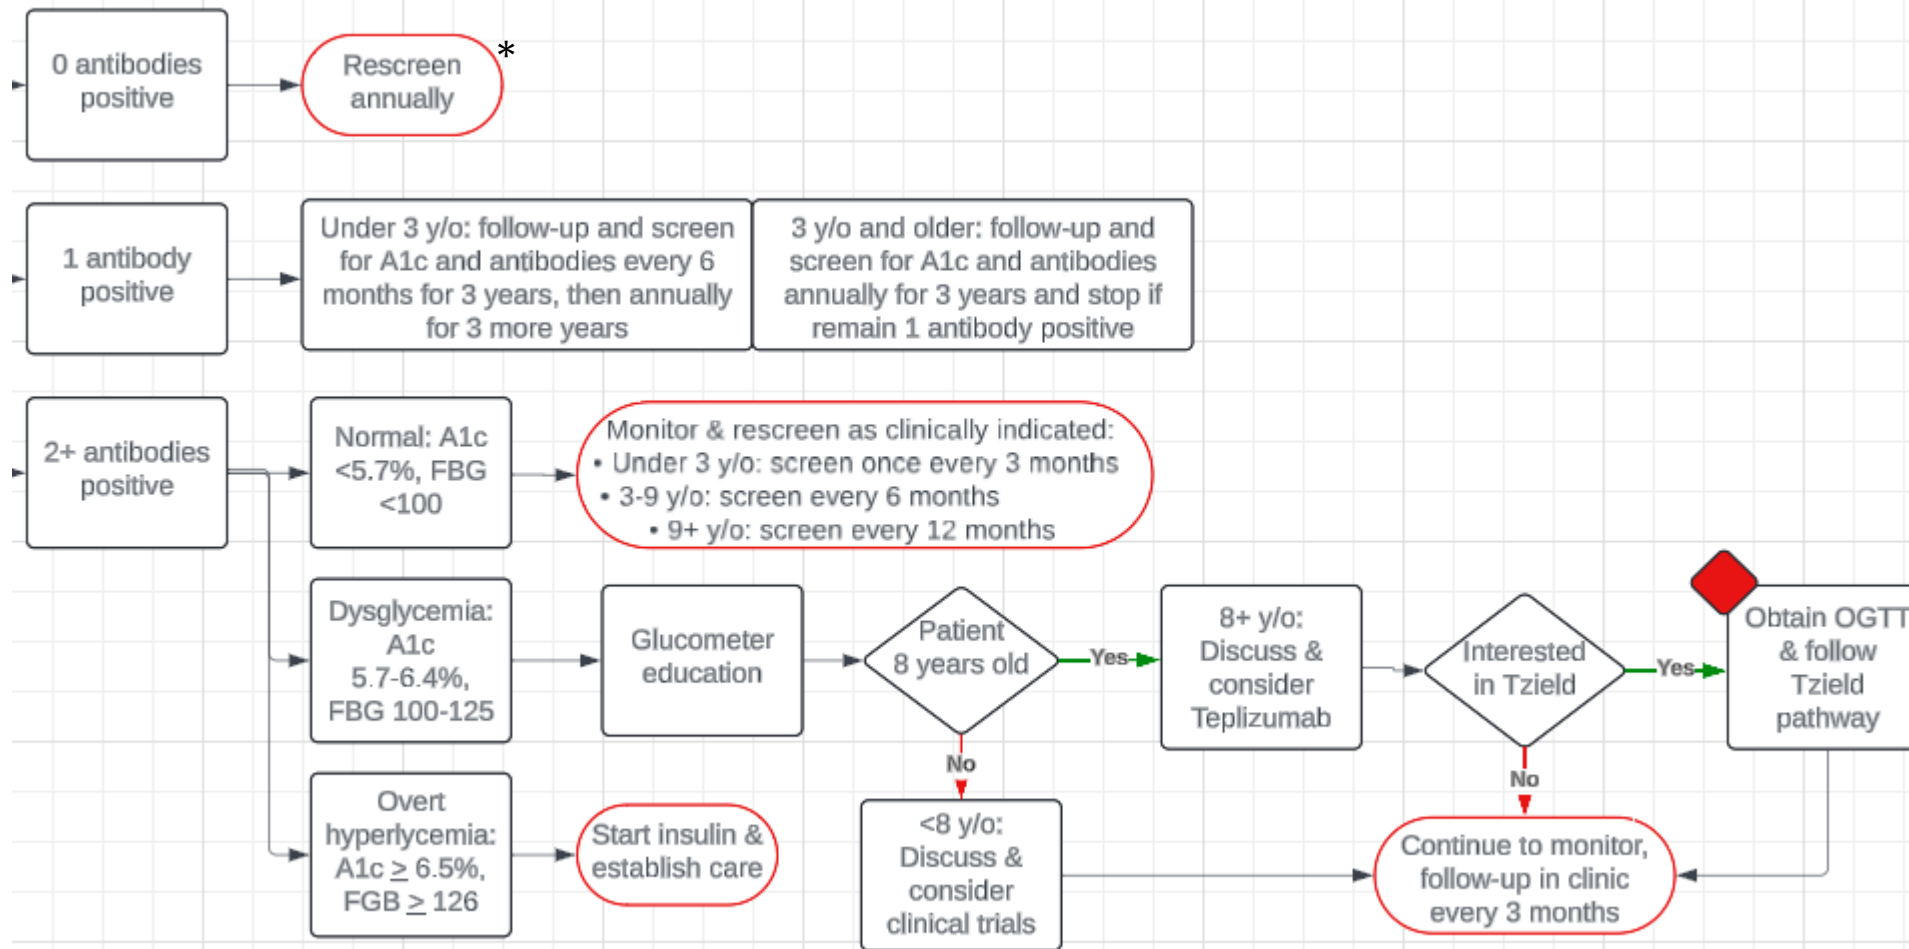 0 antibodies
positive
Rescreen
annually
*
1 antibody
positive
Under 3 y/o: follow-up and screen
for A1c and antibodies every 6
months for 3 years, then annually
for 3 more years
3 y/o and older: follow-up and
screen for A1c and antibodies
annually for 3 years and stop if
remain 1 antibody positive
2+ antibodies
positive
Normal: A1c
<5.7%, FBG
<100
Monitor & rescreen as clinically indicated:
• Under 3 y/o: screen once every 3 months
• 3-9 y/o: screen every 6 months
• 9+ y/o: screen every 12 months
Dysglycemia:
A1c
5.7-6.4%,
FBG 100-125
Glucometer
education
Patient
8 years old
Yes
8+ y/o:
Discuss &
consider
Teplizumab
Interested
in Tzield
Yes
Obtain OGTT
& follow
Tzield
pathway
No
No
Overt
hyperlycemia:
A1c ≥ 6.5%,
FGB ≥ 126
Start insulin &
establish care
<8 y/o:
Discuss &
consider
clinical trials
Continue to monitor,
follow-up in clinic
every 3 months